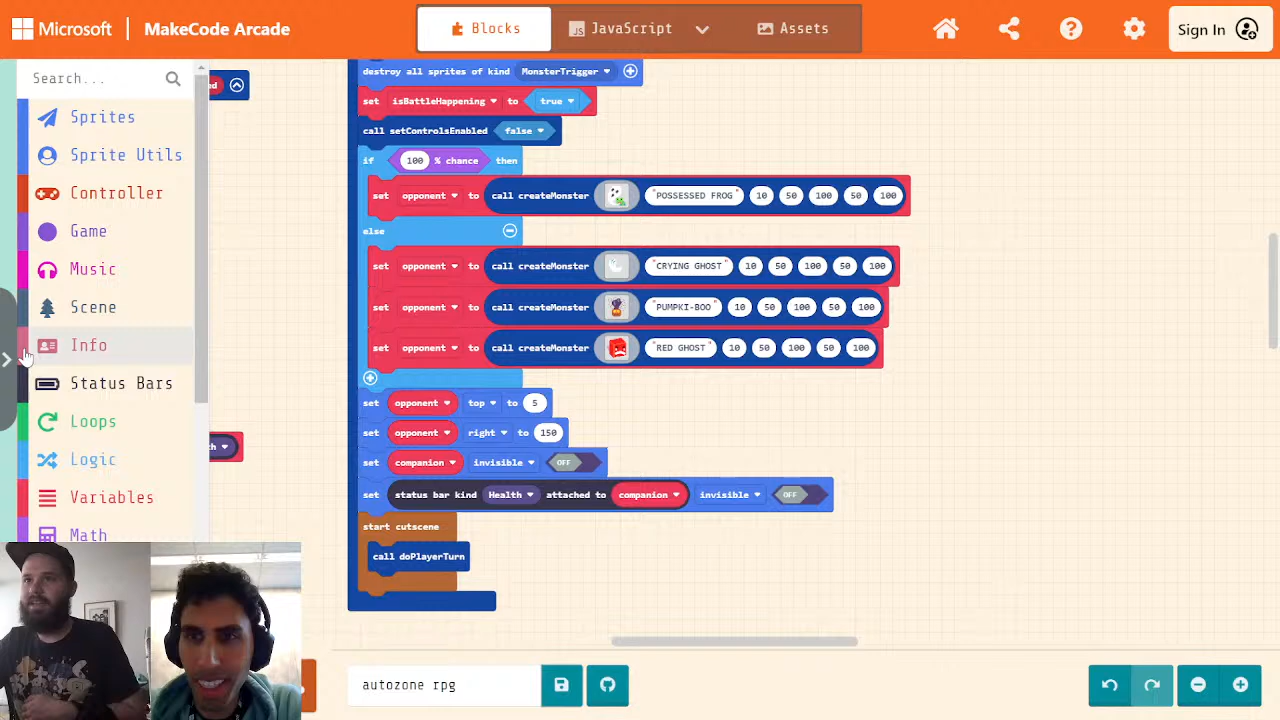 Microsoft
MakeCode Arcade
Blocks
JavaScript
Assets
Sign In
Search...
Sprites
Sprite Utils
Controller
Game
Music
Scene
Info
Status Bars
Loops
Logic
Variables
Math
destroy all sprites of kind MonsterTrigger
set isBattleHappening to true
call setControlsEnabled false
if 100 % chance then
set opponent to call createMonster "POSSESSED FROG" 10 50 100 50 100
else
set opponent to call createMonster "CRYING GHOST" 10 50 100 50 100
set opponent to call createMonster "PUMPKI-BOO" 10 50 100 50 100
set opponent to call createMonster "RED GHOST" 10 50 100 50 100
set opponent top to 5
set opponent right to 150
set companion invisible OFF
set status bar kind Health attached to companion invisible OFF
start cutscene
call doPlayerTurn
autozone rpg